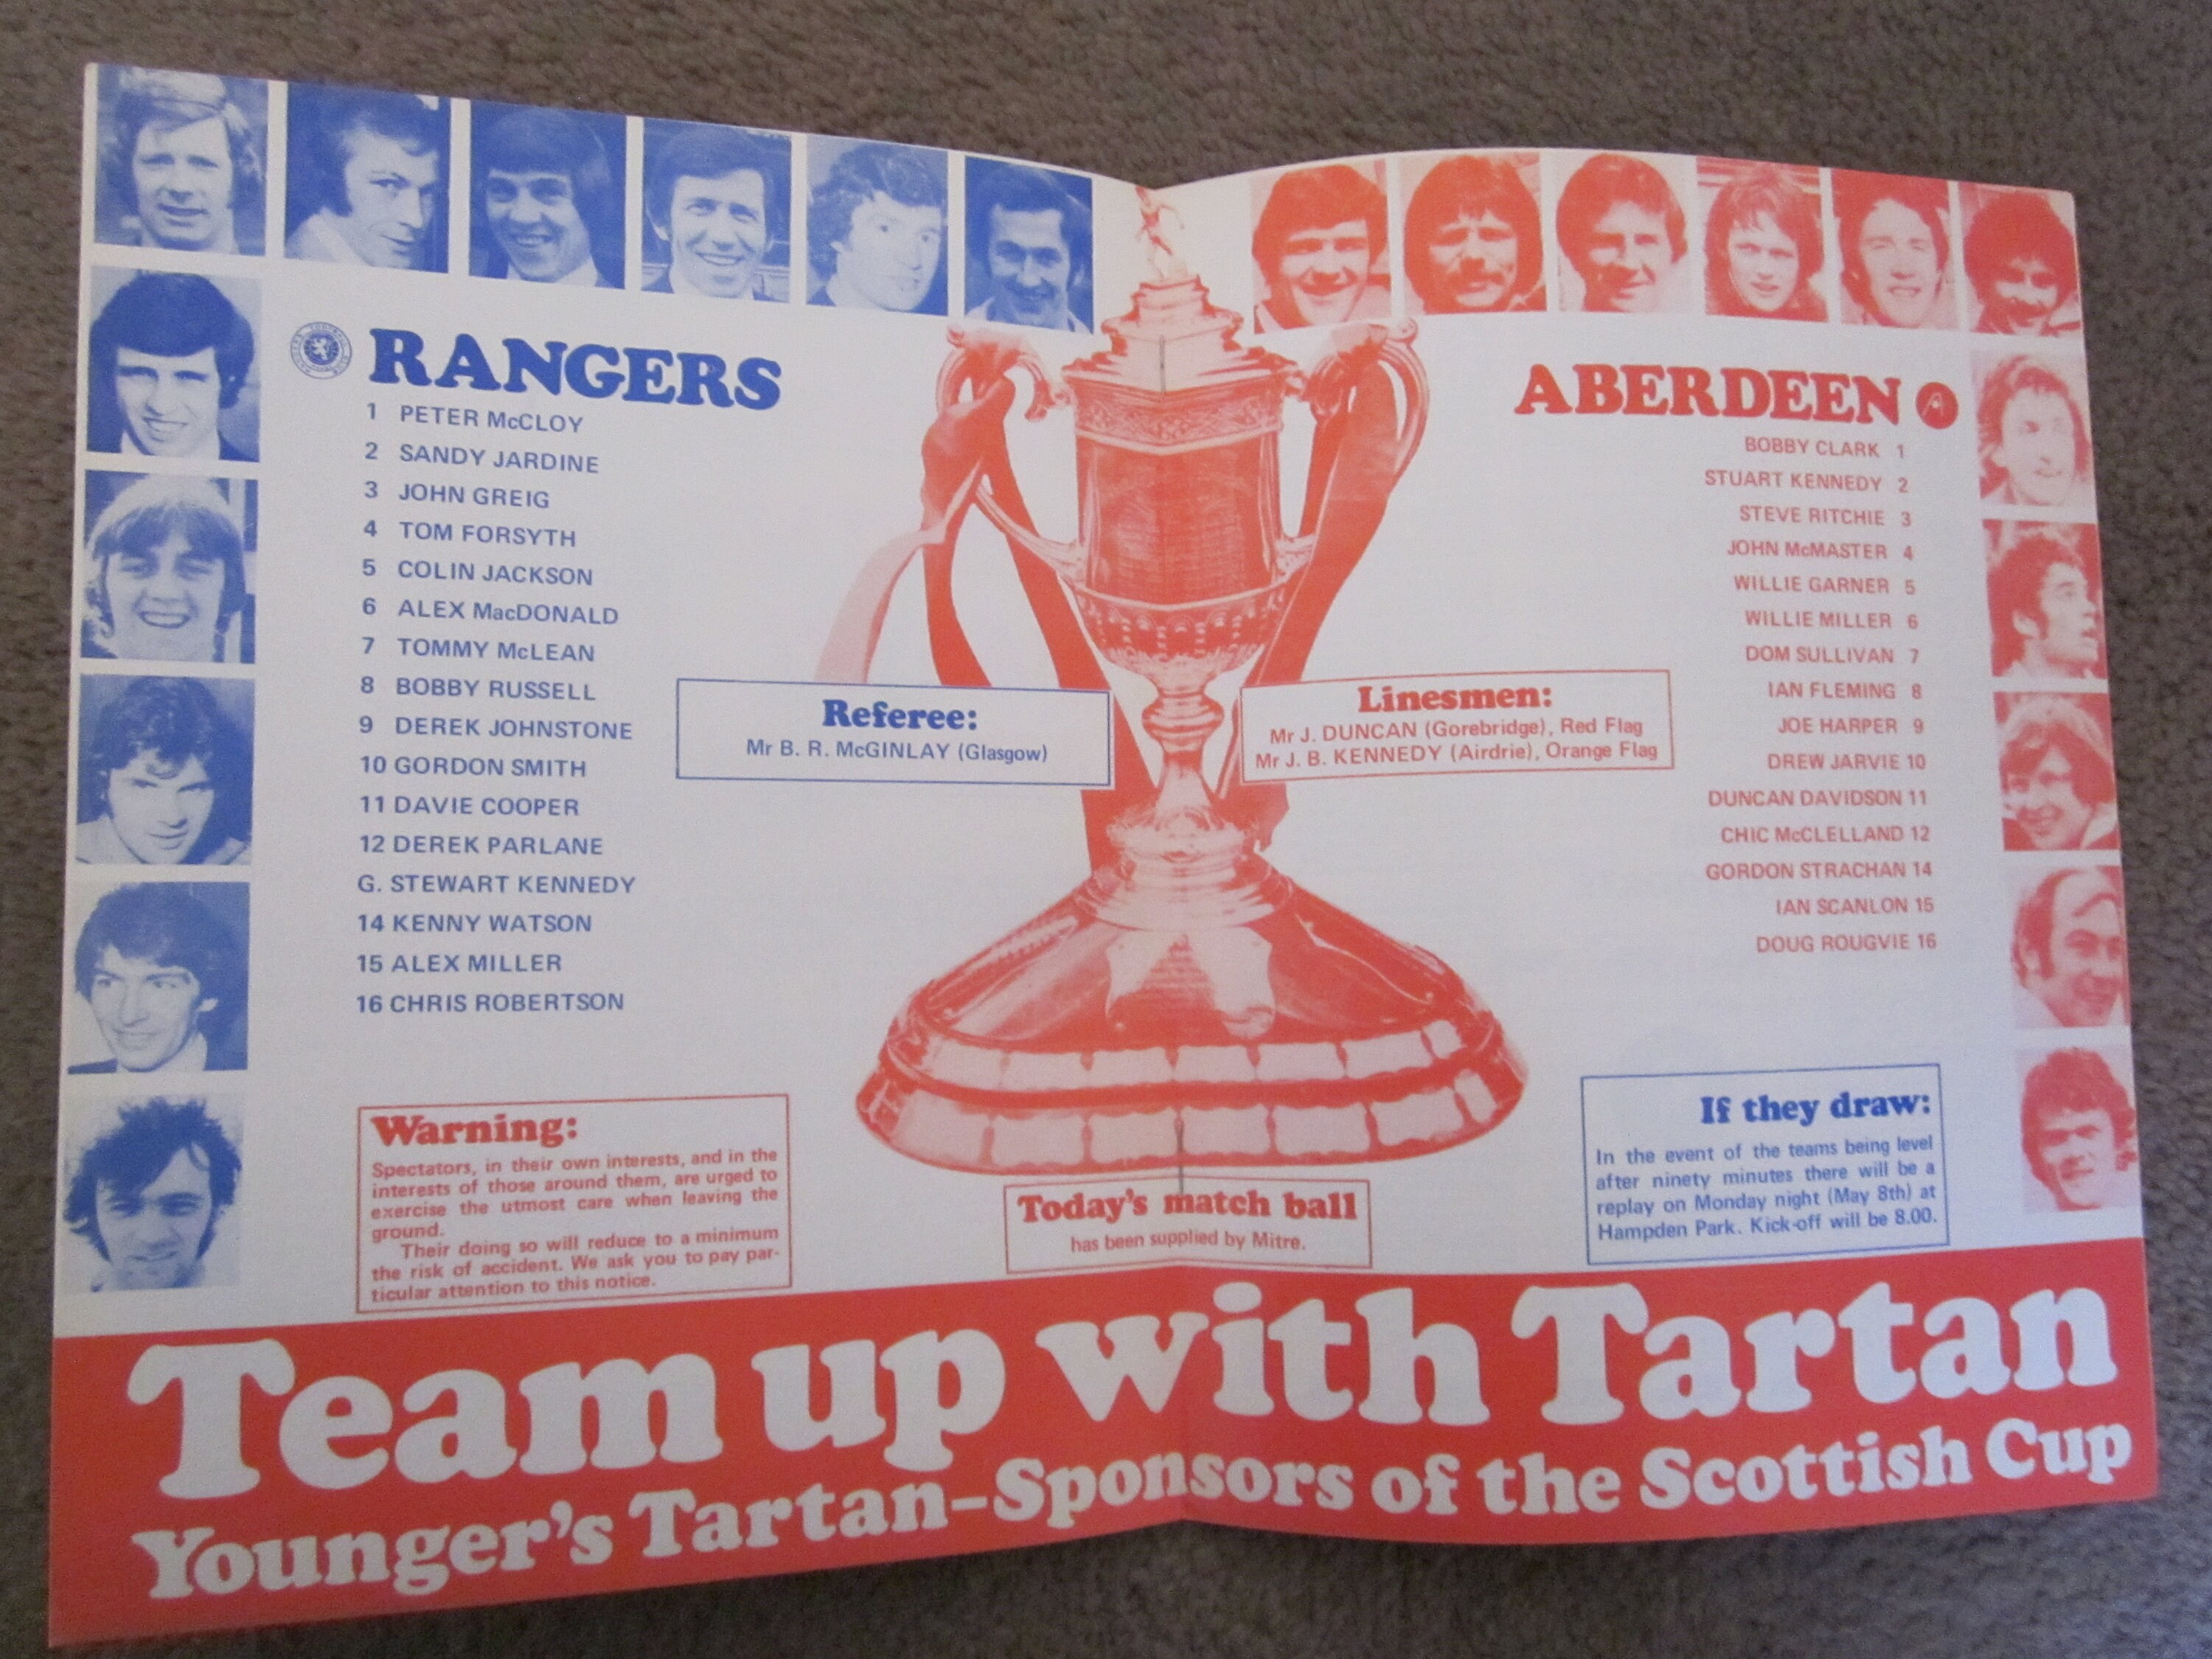 RANGERS
1 PETER McCLOY
2 SANDY JARDINE
3 JOHN GREIG
4 TOM FORSYTH
5 COLIN JACKSON
6 ALEX MacDONALD
7 TOMMY McLEAN
8 BOBBY RUSSELL
9 DEREK JOHNSTONE
10 GORDON SMITH
11 DAVIE COOPER
12 DEREK PARLANE
G. STEWART KENNEDY
14 KENNY WATSON
15 ALEX MILLER
16 CHRIS ROBERTSON
Referee:
Mr B. R. McGINLAY (Glasgow)
Linesmen:
Mr J. DUNCAN (Gorebridge), Red Flag
Mr J. B. KENNEDY (Airdrie), Orange Flag
ABERDEEN
BOBBY CLARK 1
STUART KENNEDY 2
STEVE RITCHIE 3
JOHN McMASTER 4
WILLIE GARNER 5
WILLIE MILLER 6
DOM SULLIVAN 7
IAN FLEMING 8
JOE HARPER 9
DREW JARVIE 10
DUNCAN DAVIDSON 11
CHIC McCLELLAND 12
GORDON STRACHAN 14
IAN SCANLON 15
DOUG ROUGVIE 16
Warning:
Spectators, in their own interests, and in the
interests of those around them, are urged to
exercise the utmost care when leaving the
ground.
Their doing so will reduce to a minimum
the risk of accident. We ask you to pay par-
ticular attention to this notice.
Today's match ball
has been supplied by Mitre.
If they draw:
In the event of the teams being level
after ninety minutes there will be a
replay on Monday night (May 8th) at
Hampden Park. Kick-off will be 8.00.
Team up with Tartan
Younger's Tartan-Sponsors of the Scottish Cup